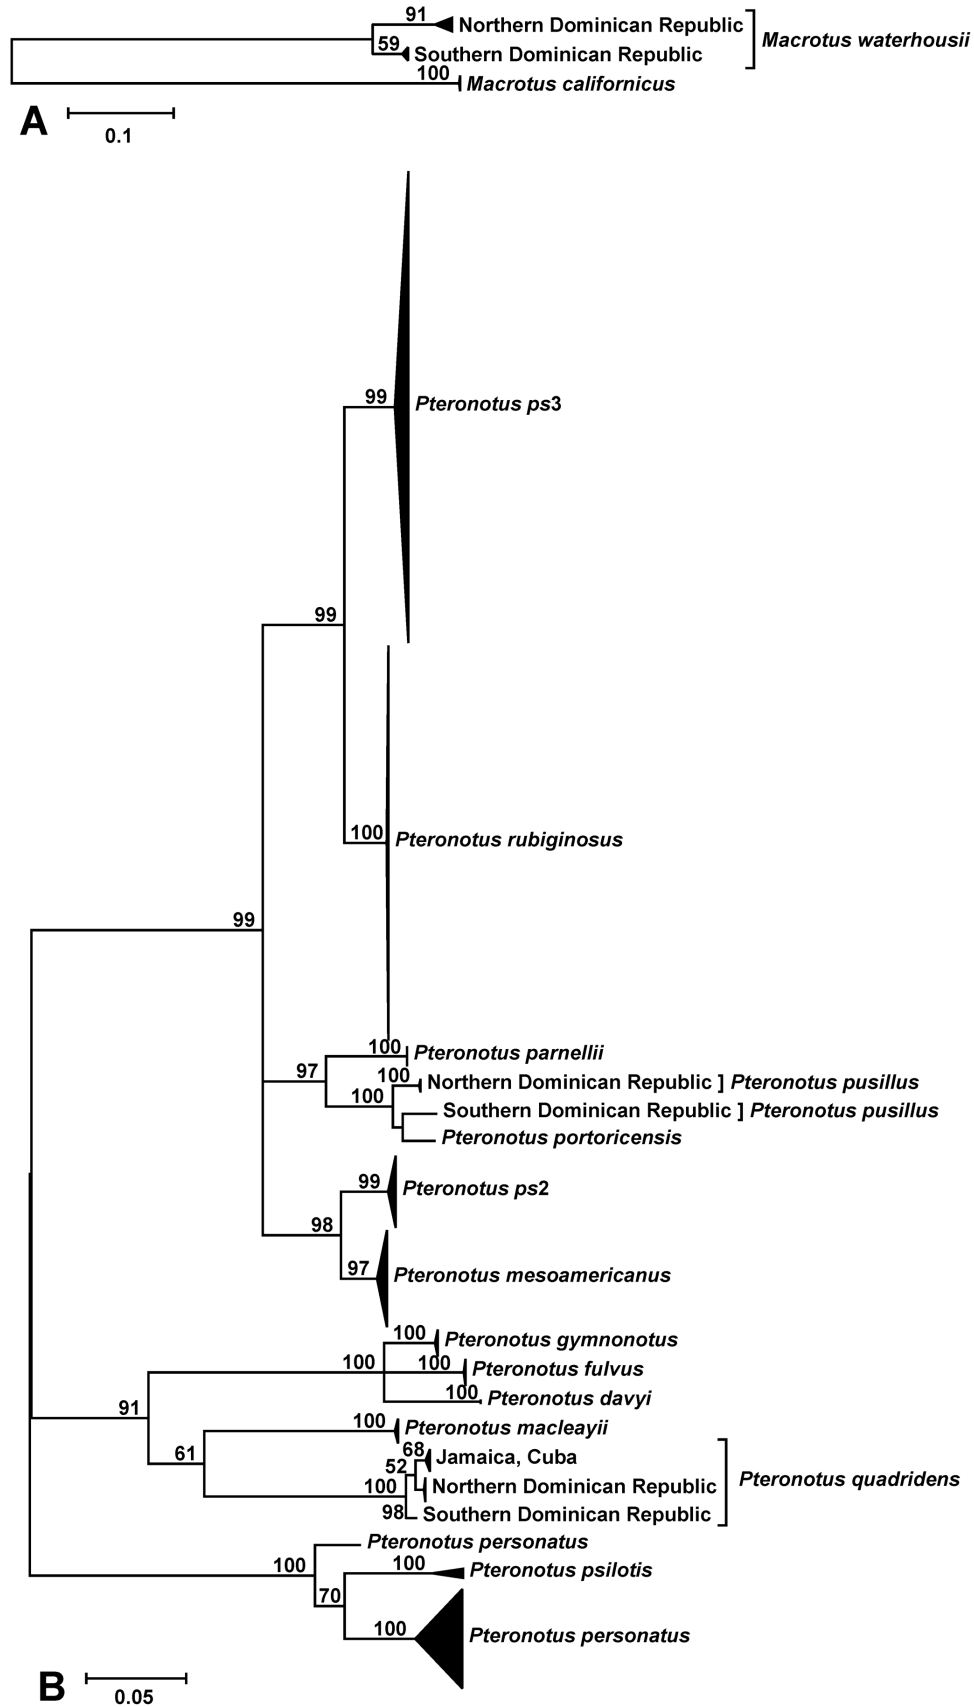 91
Northern Dominican Republic
Macrotus waterhousii
59
Southern Dominican Republic
100
Macrotus californicus
A
0.1
99
Pteronotus ps3
99
100
Pteronotus rubiginosus
99
100
Pteronotus parnellii
97
100
Northern Dominican Republic ] Pteronotus pusillus
100
Southern Dominican Republic ] Pteronotus pusillus
Pteronotus portoricensis
99
Pteronotus ps2
98
97
Pteronotus mesoamericanus
100
Pteronotus gymnonotus
100
100
Pteronotus fulvus
100
Pteronotus davyi
91
100
Pteronotus macleayii
61
68
Jamaica, Cuba
52
Pteronotus quadridens
100
Northern Dominican Republic
98
Southern Dominican Republic
Pteronotus personatus
100
100
Pteronotus psilotis
70
100
Pteronotus personatus
B
0.05